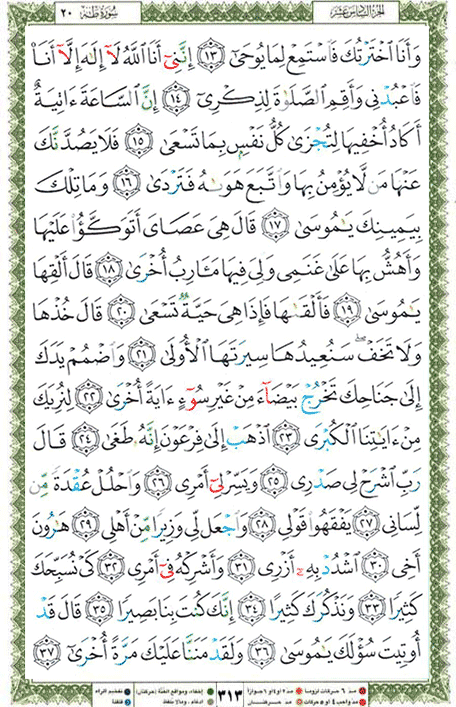 سورة طه ٢٠ الجزء السادس عشر
وَأَنَا ٱخۡتَرۡتُكَ فَٱسۡتَمِعۡ لِمَا يُوحَىٰٓ ١٣ إِنَّنِيٓ أَنَا ٱللَّهُ لَآ إِلَٰهَ إِلَّآ أَنَا۠
فَٱعۡبُدۡنِي وَأَقِمِ ٱلصَّلَوٰةَ لِذِكۡرِيٓ ١٤ إِنَّ ٱلسَّاعَةَ ءَاتِيَةٌ
أَكَادُ أُخۡفِيهَا لِتُجۡزَىٰ كُلُّ نَفۡسِۭ بِمَا تَسۡعَىٰ ١٥ فَلَا يَصُدَّنَّكَ
عَنۡهَا مَن لَّا يُؤۡمِنُ بِهَا وَٱتَّبَعَ هَوَىٰهُ فَتَرۡدَىٰ ١٦ وَمَا تِلۡكَ
بِيَمِينِكَ يَٰمُوسَىٰ ١٧ قَالَ هِيَ عَصَايَ أَتَوَكَّؤُاْ عَلَيۡهَا
وَأَهُشُّ بِهَا عَلَىٰ غَنَمِي وَلِيَ فِيهَا مَـَٔارِبُ أُخۡرَىٰ ١٨ قَالَ أَلۡقِهَا
يَٰمُوسَىٰ ١٩ فَأَلۡقَىٰهَا فَإِذَا هِيَ حَيَّةٞ تَسۡعَىٰ ٢٠ قَالَ خُذۡهَا
وَلَا تَخَفۡۖ سَنُعِيدُهَا سِيرَتَهَا ٱلۡأُولَىٰ ٢١ وَٱضۡمُمۡ يَدَكَ
إِلَىٰ جَنَاحِكَ تَخۡرُجۡ بَيۡضَآءَ مِنۡ غَيۡرِ سُوٓءٍ ءَايَةً أُخۡرَىٰ ٢٢ لِنُرِيَكَ
مِنۡ ءَايَٰتِنَا ٱلۡكُبۡرَى ٢٣ ٱذۡهَبۡ إِلَىٰ فِرۡعَوۡنَ إِنَّهُۥ طَغَىٰ ٢٤ قَالَ
رَبِّ ٱشۡرَحۡ لِي صَدۡرِي ٢٥ وَيَسِّرۡ لِيٓ أَمۡرِي ٢٦ وَٱحۡلُلۡ عُقۡدَةٗ مِّن
لِّسَانِي ٢٧ يَفۡقَهُواْ قَوۡلِي ٢٨ وَٱجۡعَل لِّي وَزِيرٗا مِّنۡ أَهۡلِي ٢٩ هَٰرُونَ
أَخِي ٣٠ ٱشۡدُدۡ بِهِۦٓ أَزۡرِي ٣١ وَأَشۡرِكۡهُ فِيٓ أَمۡرِي ٣٢ كَيۡ نُسَبِّحَكَ
كَثِيرٗا ٣٣ وَنَذۡكُرَكَ كَثِيرًا ٣٤ إِنَّكَ كُنتَ بِنَا بَصِيرٗا ٣٥ قَالَ قَدۡ
أُوتِيتَ سُؤۡلَكَ يَٰمُوسَىٰ ٣٦ وَلَقَدۡ مَنَنَّا عَلَيۡكَ مَرَّةً أُخۡرَىٰٓ ٣٧
مد ٦ حركات لزوماً مد ٢ أو ٤ أو ٦ جوازاً إخفاء، ومواقع الغنة (حركتان) تفخيم الراء
٣١٣
مد واجب ٤ أو ٥ حركات مد حركتان إدغام، وما لا يلفظ قلقلة